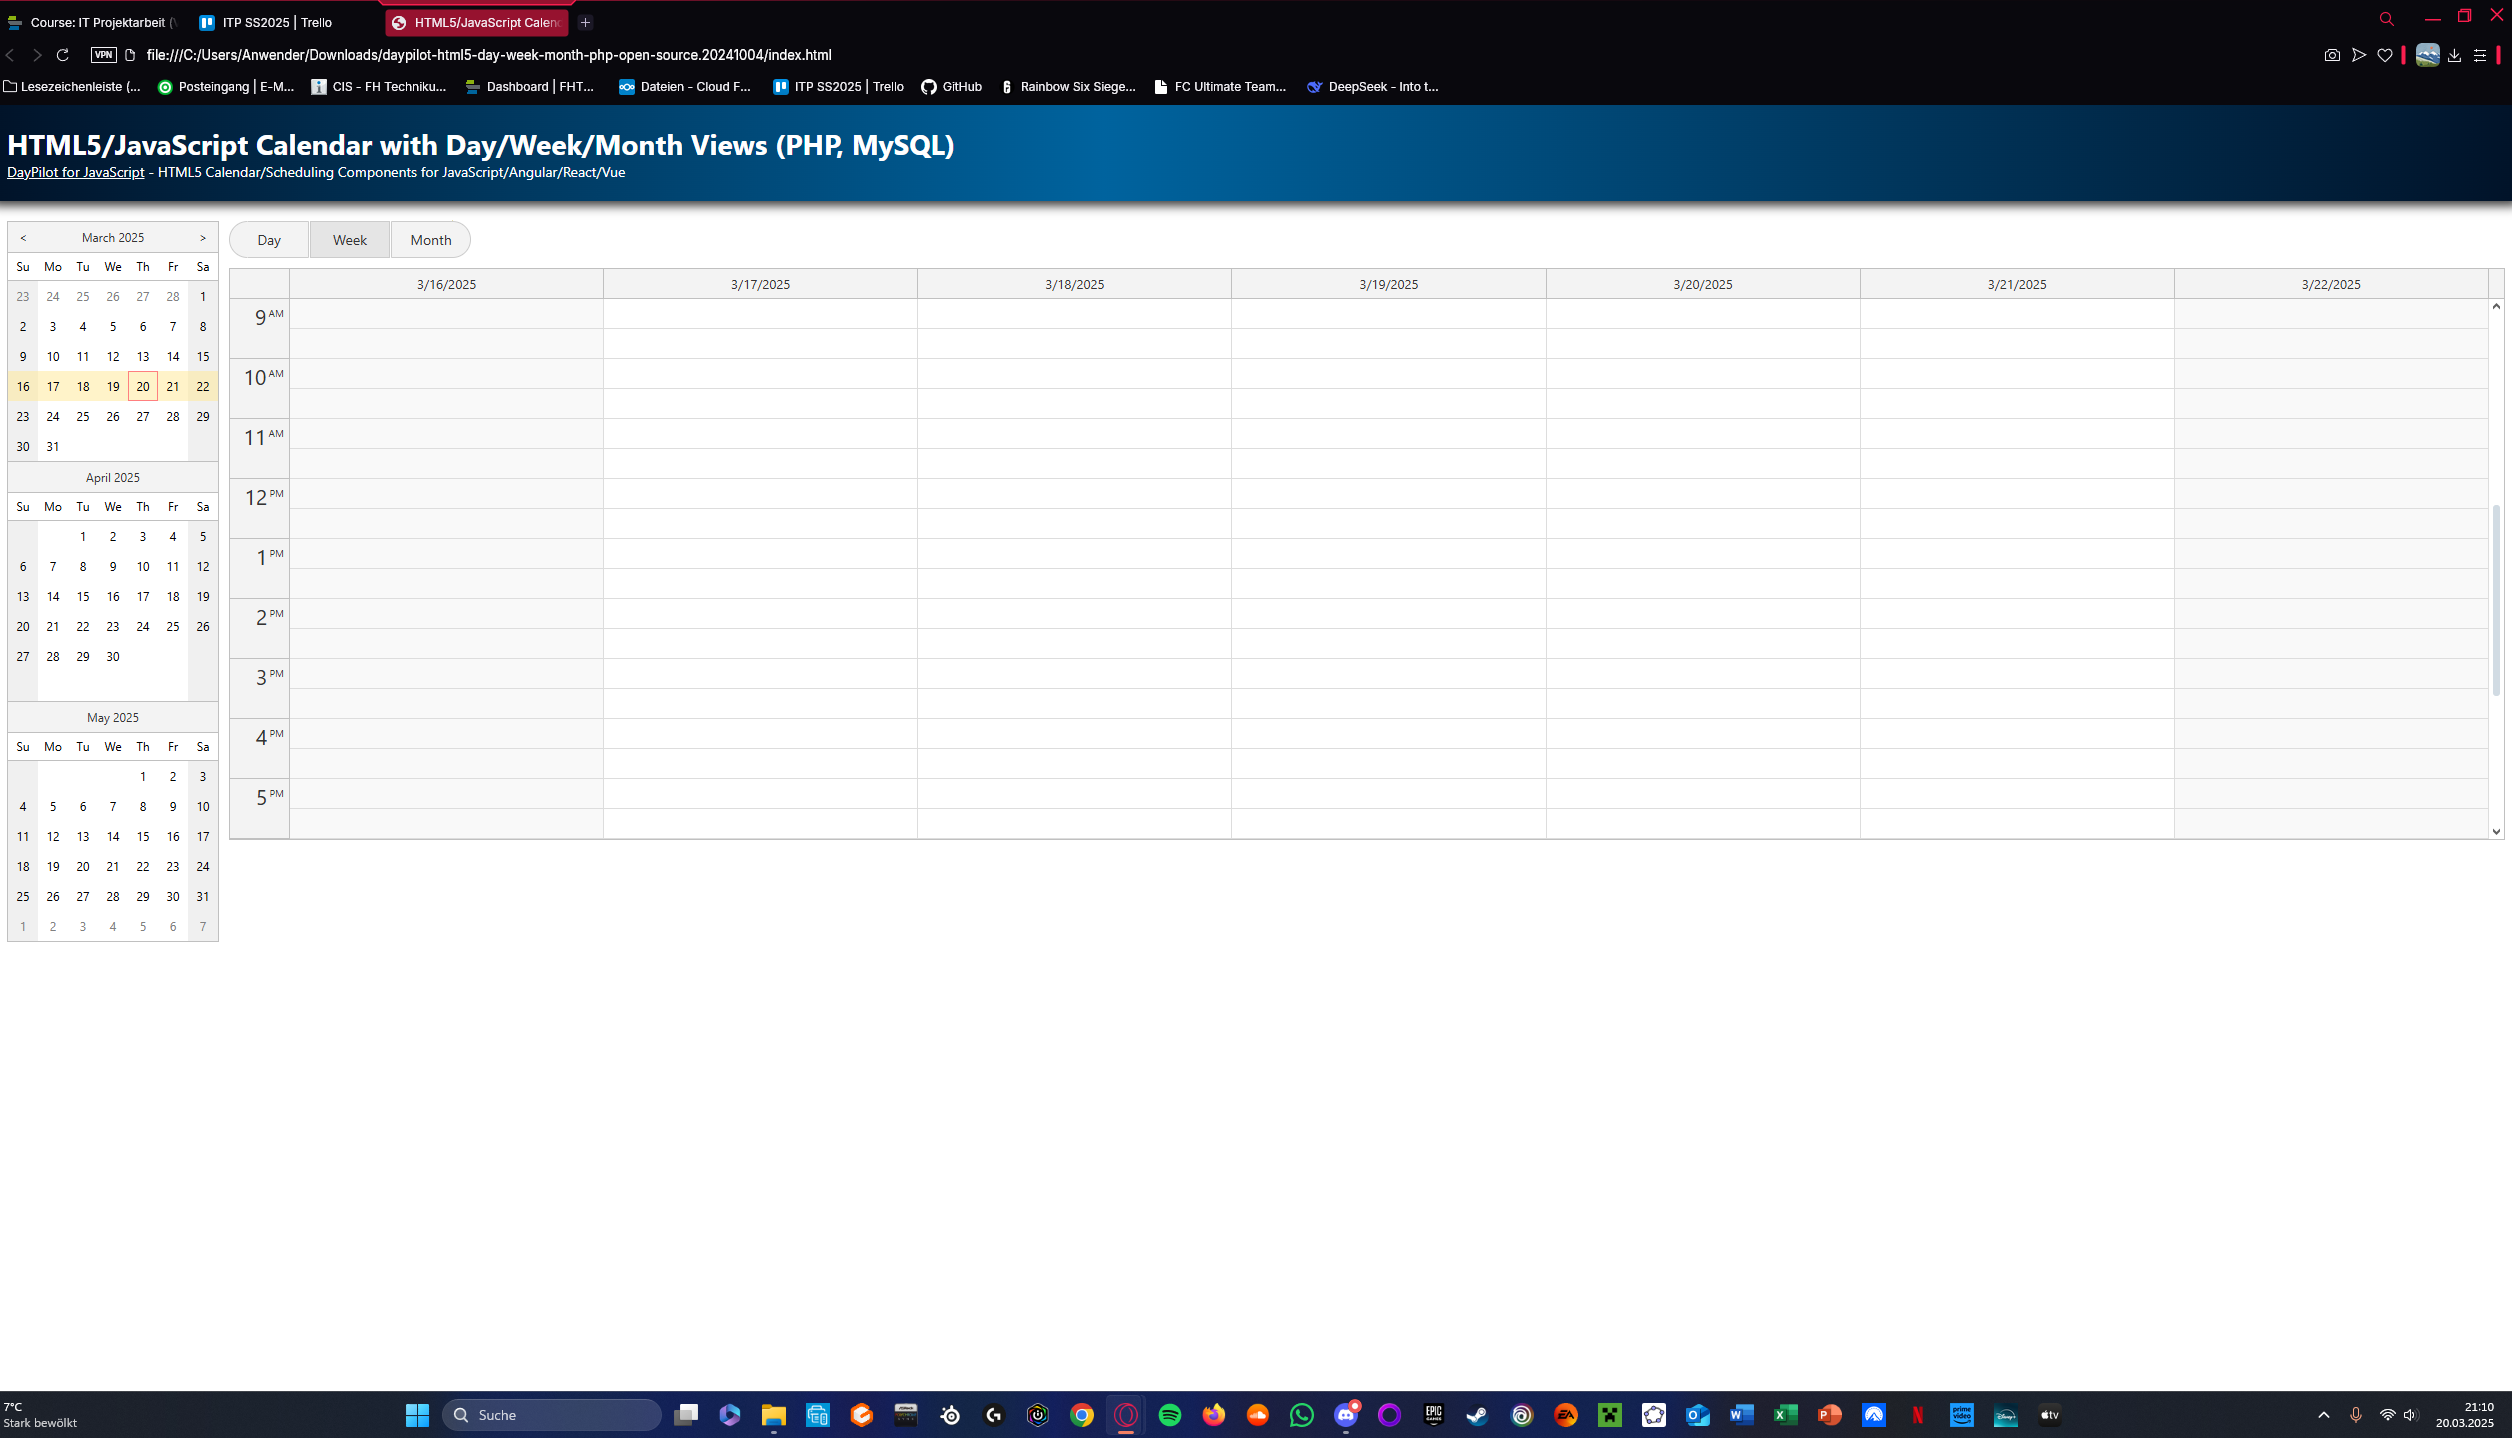 Course: IT Projektarbeit (
ITP SS2025 | Trello
HTML5/JavaScript Calen
VPN
file:///C:/Users/Anwender/Downloads/daypilot-html5-day-week-month-php-open-source.20241004/index.html
Lesezeichenleiste (...
Posteingang | E-M...
CIS - FH Techniku...
Dashboard | FHT...
Dateien - Cloud F...
ITP SS2025 | Trello
GitHub
Rainbow Six Siege...
FC Ultimate Team...
DeepSeek - Into t...
HTML5/JavaScript Calendar with Day/Week/Month Views (PHP, MySQL)
DayPilot for JavaScript - HTML5 Calendar/Scheduling Components for JavaScript/Angular/React/Vue
< March 2025 >
Su Mo Tu We Th Fr Sa
23 24 25 26 27 28 1
2 3 4 5 6 7 8
9 10 11 12 13 14 15
16 17 18 19 20 21 22
23 24 25 26 27 28 29
30 31
April 2025
Su Mo Tu We Th Fr Sa
1 2 3 4 5
6 7 8 9 10 11 12
13 14 15 16 17 18 19
20 21 22 23 24 25 26
27 28 29 30
May 2025
Su Mo Tu We Th Fr Sa
1 2 3
4 5 6 7 8 9 10
11 12 13 14 15 16 17
18 19 20 21 22 23 24
25 26 27 28 29 30 31
1 2 3 4 5 6 7
Day Week Month
3/16/2025 3/17/2025 3/18/2025 3/19/2025 3/20/2025 3/21/2025 3/22/2025
9 AM
10 AM
11 AM
12 PM
1 PM
2 PM
3 PM
4 PM
5 PM
7°C
Stark bewölkt
Suche
EPIC GAMES
EA
prime video
Disney+
tv
21:10
20.03.2025